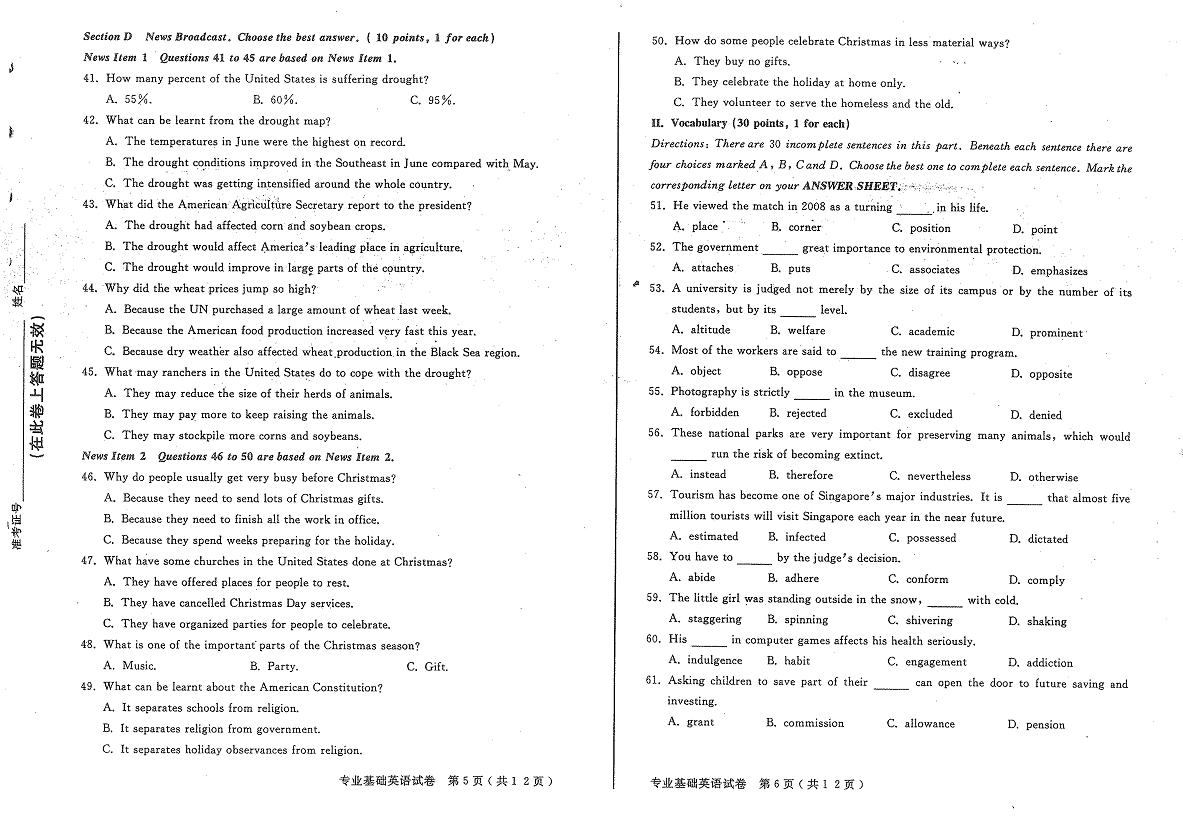 Section D News Broadcast. Choose the best answer. ( 10 points, 1 for each)
News Item 1 Questions 41 to 45 are based on News Item 1.
41. How many percent of the United States is suffering drought?
A. 55%. B. 60%. C. 95%.
42. What can be learnt from the drought map?
A. The temperatures in June were the highest on record.
B. The drought conditions improved in the Southeast in June compared with May.
C. The drought was getting intensified around the whole country.
43. What did the American Agriculture Secretary report to the president?
A. The drought had affected corn and soybean crops.
B. The drought would affect America's leading place in agriculture.
C. The drought would improve in large parts of the country.
44. Why did the wheat prices jump so high?
A. Because the UN purchased a large amount of wheat last week.
B. Because the American food production increased very fast this year.
C. Because dry weather also affected wheat production in the Black Sea region.
45. What may ranchers in the United States do to cope with the drought?
A. They may reduce the size of their herds of animals.
B. They may pay more to keep raising the animals.
C. They may stockpile more corns and soybeans.
News Item 2 Questions 46 to 50 are based on News Item 2.
46. Why do people usually get very busy before Christmas?
A. Because they need to send lots of Christmas gifts.
B. Because they need to finish all the work in office.
C. Because they spend weeks preparing for the holiday.
47. What have some churches in the United States done at Christmas?
A. They have offered places for people to rest.
B. They have cancelled Christmas Day services.
C. They have organized parties for people to celebrate.
48. What is one of the important parts of the Christmas season?
A. Music. B. Party. C. Gift.
49. What can be learnt about the American Constitution?
A. It separates schools from religion.
B. It separates religion from government.
C. It separates holiday observances from religion.
专业基础英语试卷 第5页(共12页)
姓名
(在此卷上答题无效)
准考证号
50. How do some people celebrate Christmas in less material ways?
A. They buy no gifts.
B. They celebrate the holiday at home only.
C. They volunteer to serve the homeless and the old.
II. Vocabulary (30 points, 1 for each)
Directions: There are 30 incomplete sentences in this part. Beneath each sentence there are
four choices marked A, B, C and D. Choose the best one to complete each sentence. Mark the
corresponding letter on your ANSWER SHEET.
51. He viewed the match in 2008 as a turning ______ in his life.
A. place B. corner C. position D. point
52. The government ______ great importance to environmental protection.
A. attaches B. puts C. associates D. emphasizes
53. A university is judged not merely by the size of its campus or by the number of its
students, but by its ______ level.
A. altitude B. welfare C. academic D. prominent
54. Most of the workers are said to ______ the new training program.
A. object B. oppose C. disagree D. opposite
55. Photography is strictly ______ in the museum.
A. forbidden B. rejected C. excluded D. denied
56. These national parks are very important for preserving many animals, which would
______ run the risk of becoming extinct.
A. instead B. therefore C. nevertheless D. otherwise
57. Tourism has become one of Singapore's major industries. It is ______ that almost five
million tourists will visit Singapore each year in the near future.
A. estimated B. infected C. possessed D. dictated
58. You have to ______ by the judge's decision.
A. abide B. adhere C. conform D. comply
59. The little girl was standing outside in the snow, ______ with cold.
A. staggering B. spinning C. shivering D. shaking
60. His ______ in computer games affects his health seriously.
A. indulgence B. habit C. engagement D. addiction
61. Asking children to save part of their ______ can open the door to future saving and
investing.
A. grant B. commission C. allowance D. pension
专业基础英语试卷 第6页(共12页)